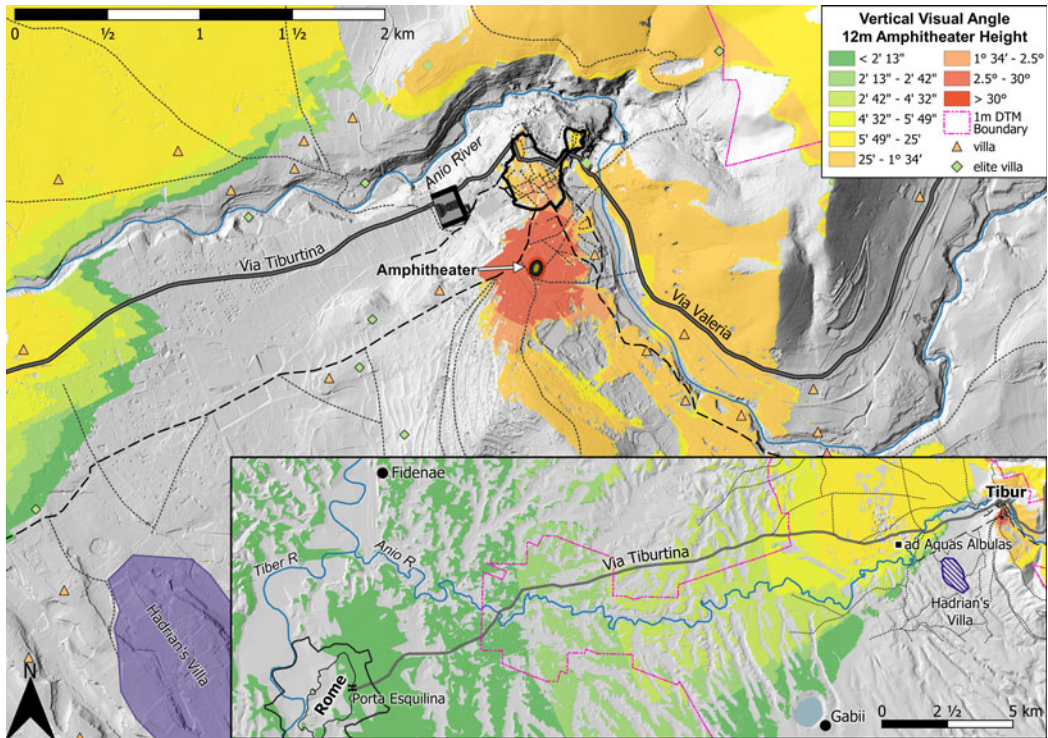 0 ½ 1 1 ½ 2 km
Vertical Visual Angle
12m Amphitheater Height
< 2' 13"
2' 13" - 2' 42"
2' 42" - 4' 32"
4' 32" - 5' 49"
5' 49" - 25'
25' - 1° 34'
1° 34' - 2.5°
2.5° - 30°
> 30°
1m DTM
Boundary
villa
elite villa
Anio River
Via Tiburtina
Amphitheater
Via Valeria
Hadrian's Villa
N
Fidenae
Tibur
Tiber R
Anio R
Via Tiburtina
ad Aquas Albulas
Hadrian's
Villa
Rome
Porta Esquilina
Gabii
0 2 ½ 5 km